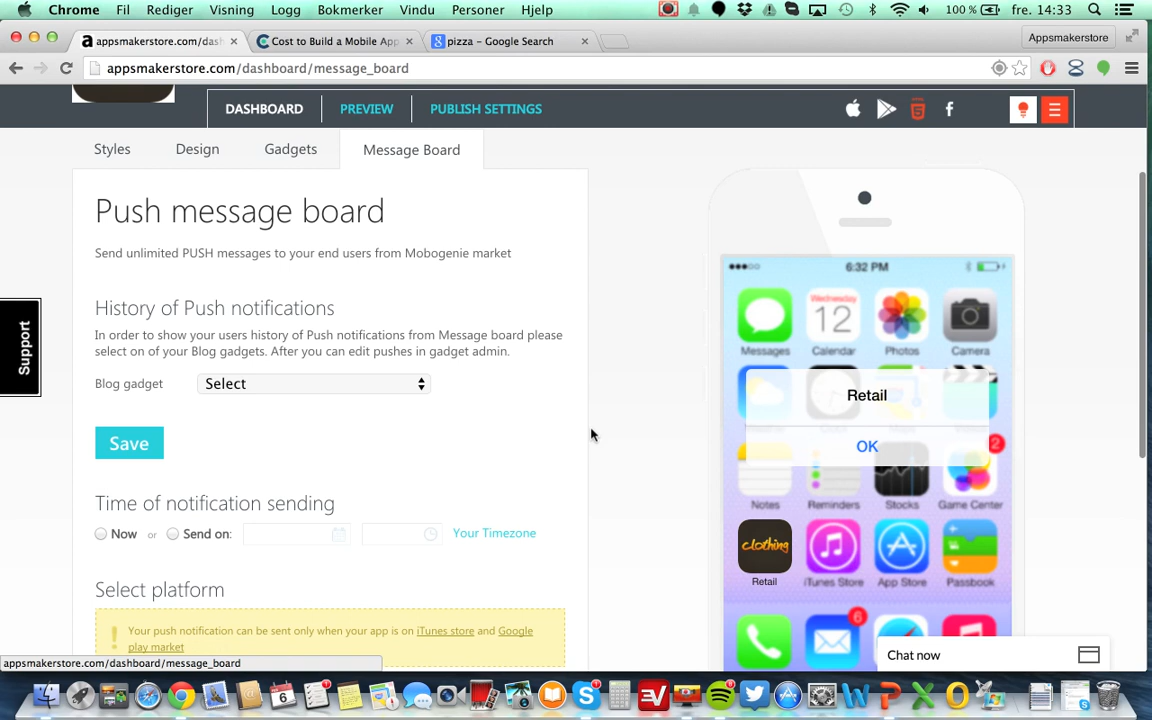 Chrome Fil Rediger Visning Logg Bokmerker Vindu Personer Hjelp 100 % fre. 14:33
appsmakerstore.com/dash × Cost to Build a Mobile App × pizza – Google Search × Appsmakerstore
appsmakerstore.com/dashboard/message_board
DASHBOARD PREVIEW PUBLISH SETTINGS
Styles Design Gadgets Message Board
Push message board
Send unlimited PUSH messages to your end users from Mobogenie market
History of Push notifications
In order to show your users history of Push notifications from Message board please
select on of your Blog gadgets. After you can edit pushes in gadget admin.
Blog gadget Select
Save
Time of notification sending
Now or Send on: Your Timezone
Select platform
Your push notification can be sent only when your app is on iTunes store and Google
play market
appsmakerstore.com/dashboard/message_board
Support
6:32 PM
Wednesday
12
Messages Calendar Photos Camera
Retail
OK
2
Notes Reminders Stocks Game Center
clothing
Retail iTunes Store App Store Passbook
6
Chat now